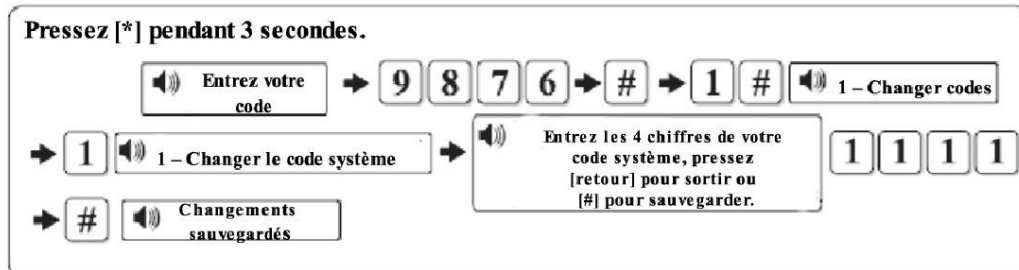 Pressez [*] pendant 3 secondes.
Entrez votre
code
9 8 7 6 # 1 # 1 – Changer codes
1 1 – Changer le code système
Entrez les 4 chiffres de votre
code système, pressez
[retour] pour sortir ou
[#] pour sauvegarder.
1 1 1 1
# Changements
sauvegardés